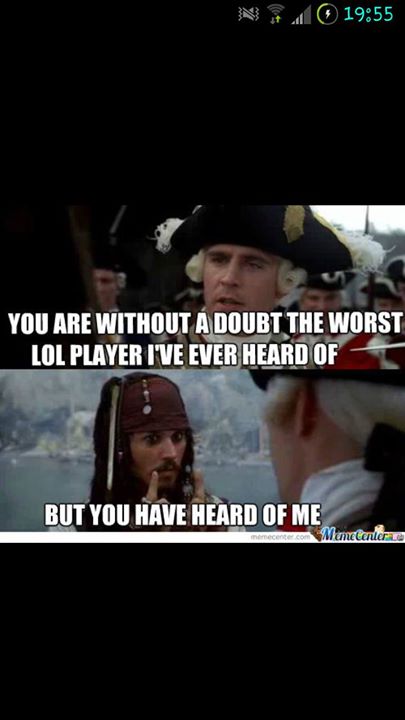 19:55
YOU ARE WITHOUT A DOUBT THE WORST
LOL PLAYER I'VE EVER HEARD OF
BUT YOU HAVE HEARD OF ME
memecenter.com MemeCenter